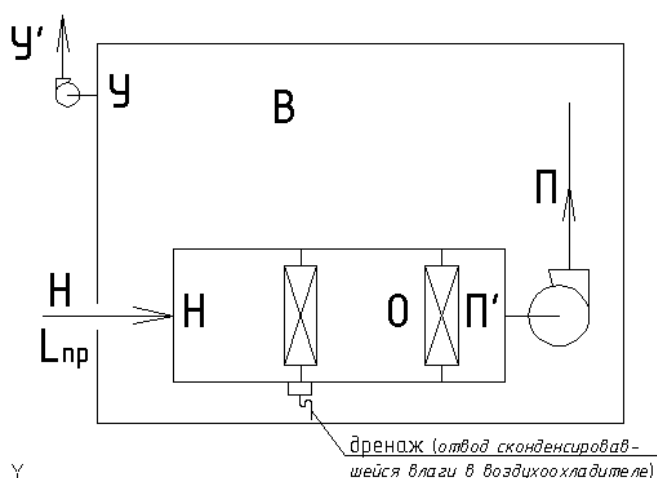 У'
У
В
П
Н
Н
О
П'
Lпр
дренаж (отвод сконденсировав-
шейся влаги в воздухоохладителе)
Y